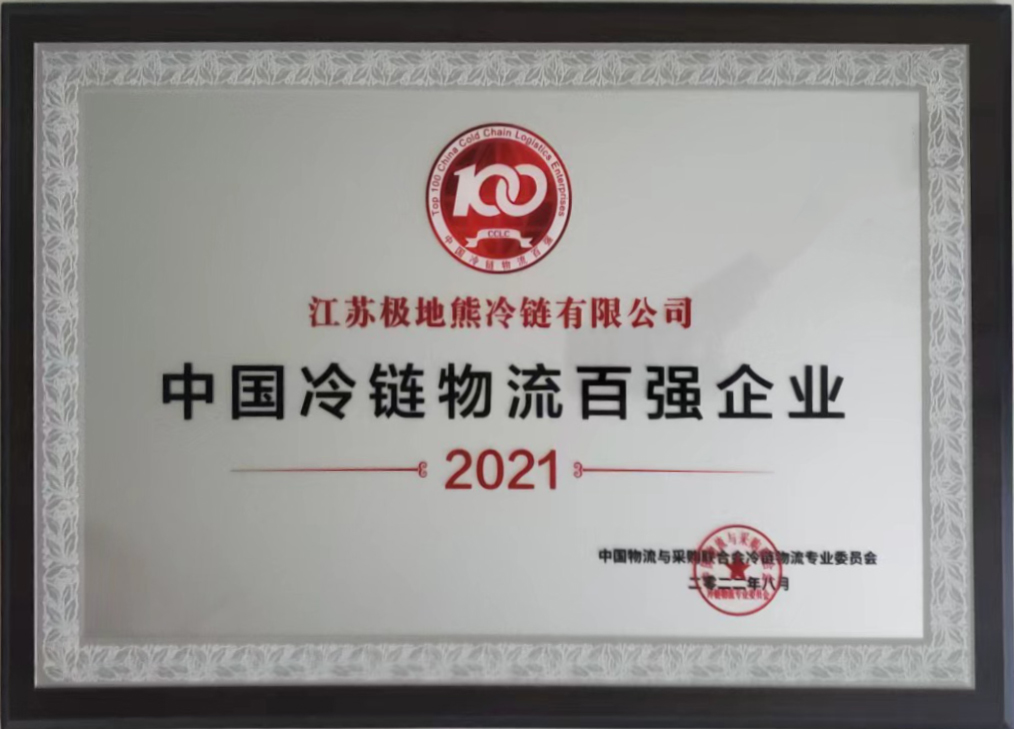 Top 100 China Cold Chain Logistics Enterprises
100
CCLC
中国冷链物流百强
江苏极地熊冷链有限公司
中国冷链物流百强企业
2021
中国物流与采购联合会冷链物流专业委员会
二零二二年八月